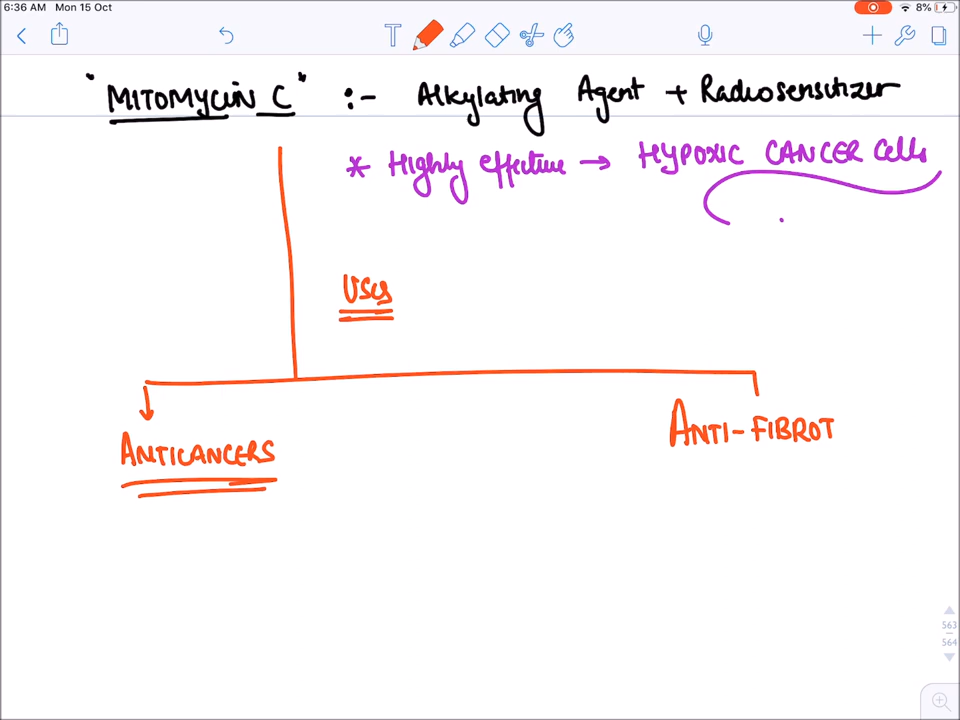 6:36 AM Mon 15 Oct 8%
T
"MITOMYCIN C" :- Alkylating Agent + Radiosensitizer
* Highly effective → HYPOXIC CANCER Cells
Uses
ANTI-FIBROT
ANTICANCERS
563
564